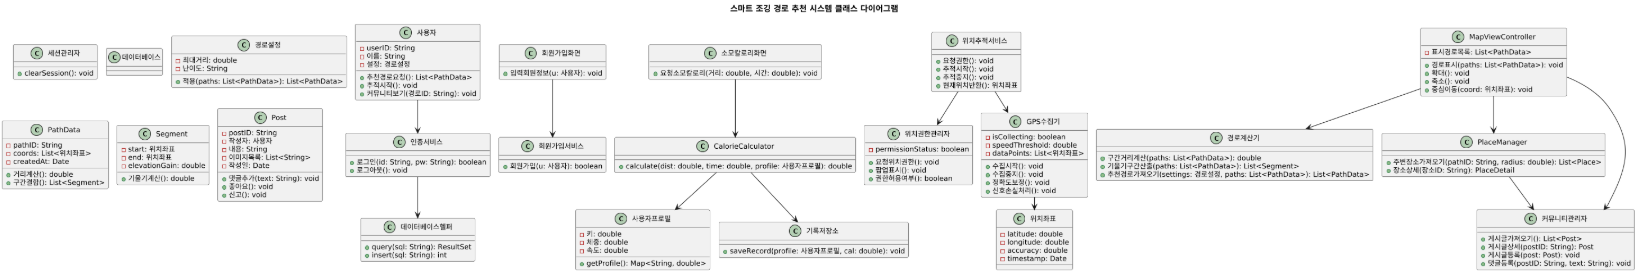 스마트 조깅 경로 추천 시스템 클래스 다이어그램
C 세션관리자
clearSession(): void
C 데이터베이스
C 경로설정
최대거리: double
난이도: String
적용(paths: List<PathData>): List<PathData>
C 사용자
userID: String
이름: String
설정: 경로설정
추천경로요청(): List<PathData>
추적시작(): void
커뮤니티보기(경로ID: String): void
C 회원가입화면
입력회원정보(u: 사용자): void
C 소모칼로리화면
요청소모칼로리(거리: double, 시간: double): void
C 위치추적서비스
요청권한(): void
추적시작(): void
추적중지(): void
현재위치반환(): 위치좌표
C MapViewController
표시경로목록: List<PathData>
경로표시(paths: List<PathData>): void
확대(): void
축소(): void
중심이동(coord: 위치좌표): void
C PathData
pathID: String
coords: List<위치좌표>
createdAt: Date
거리계산(): double
구간결합(): List<Segment>
C Segment
start: 위치좌표
end: 위치좌표
elevationGain: double
기울기계산(): double
C Post
postID: String
작성자: 사용자
내용: String
이미지목록: List<String>
작성일: Date
댓글추가(text: String): void
좋아요(): void
신고(): void
C 인증서비스
로그인(id: String, pw: String): boolean
로그아웃(): void
C 회원가입서비스
회원가입(u: 사용자): boolean
C CalorieCalculator
calculate(dist: double, time: double, profile: 사용자프로필): double
C 위치권한관리자
permissionStatus: boolean
요청위치권한(): void
팝업표시(): void
권한허용여부(): boolean
C GPS수집기
isCollecting: boolean
speedThreshold: double
dataPoints: List<위치좌표>
수집시작(): void
수집중지(): void
정확도보정(): void
신호손실처리(): void
C 경로계산기
구간거리계산(paths: List<PathData>): double
기울기구간산출(paths: List<PathData>): List<Segment>
추천경로가져오기(settings: 경로설정, paths: List<PathData>): List<PathData>
C PlaceManager
주변장소가져오기(pathID: String, radius: double): List<Place>
장소상세(장소ID: String): PlaceDetail
C 데이터베이스헬퍼
query(sql: String): ResultSet
insert(sql: String): int
C 사용자프로필
키: double
체중: double
속도: double
getProfile(): Map<String, double>
C 기록저장소
saveRecord(profile: 사용자프로필, cal: double): void
C 위치좌표
latitude: double
longitude: double
accuracy: double
timestamp: Date
C 커뮤니티관리자
게시글가져오기(): List<Post>
게시글상세(postID: String): Post
게시글등록(post: Post): void
댓글등록(postID: String, text: String): void